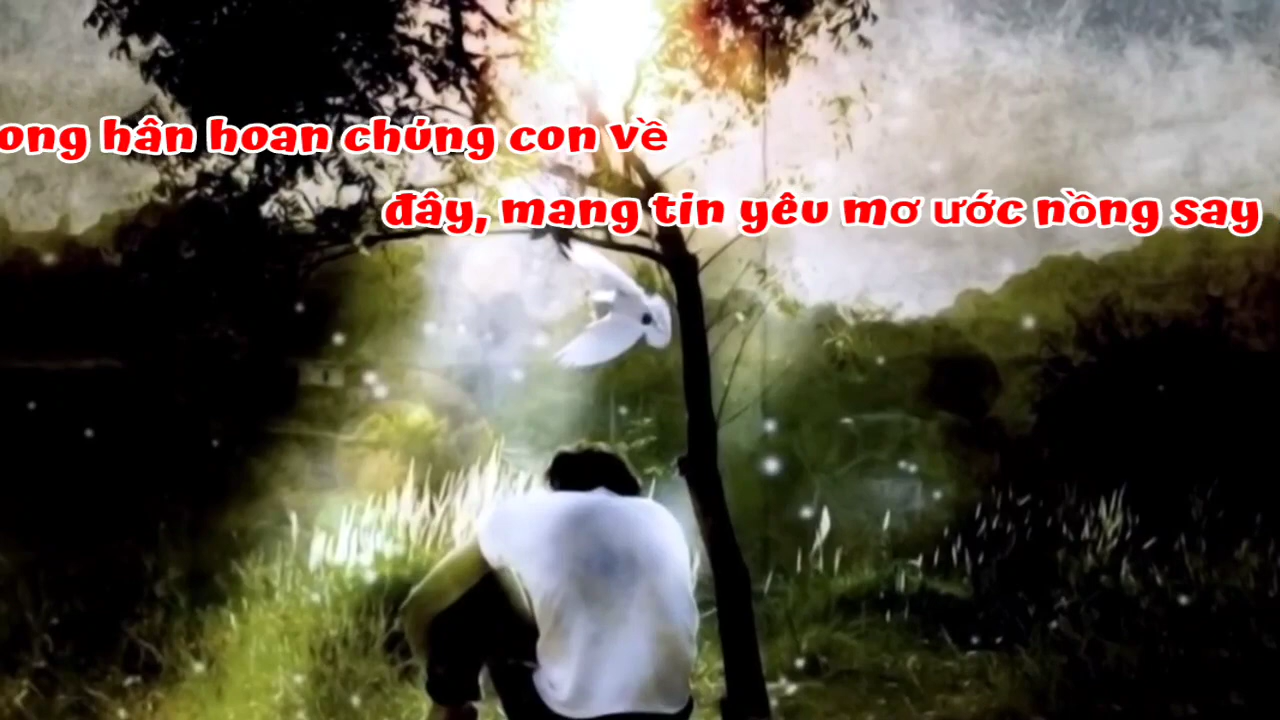 ong hân hoan chúng con về
đây, mang tin yêu mơ ước nồng say